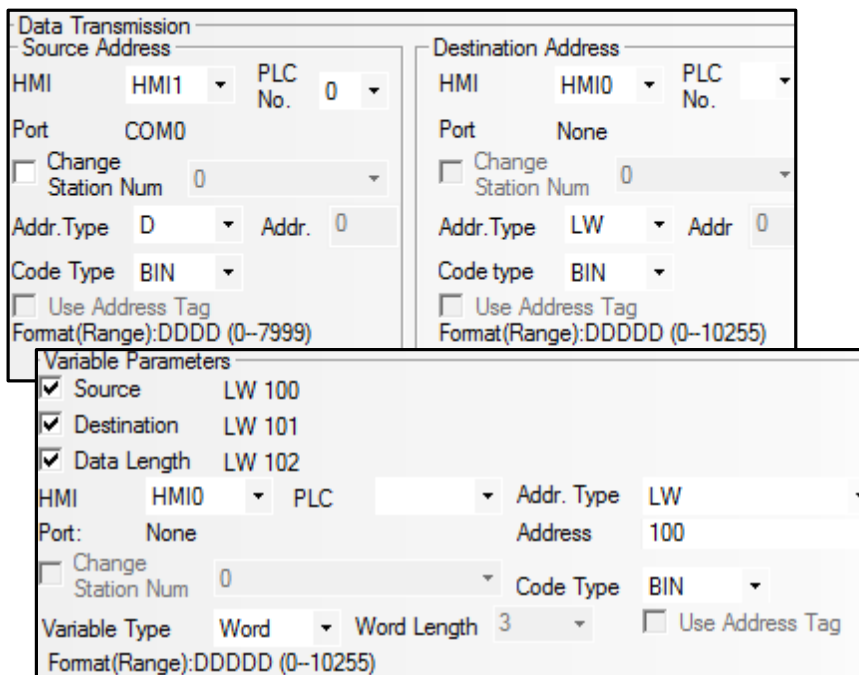 Data Transmission
Source Address
HMI HMI1 PLC No. 0
Port COM0
Change Station Num 0
Addr.Type D Addr. 0
Code Type BIN
Use Address Tag
Format(Range):DDDD (0--7999)
Destination Address
HMI HMI0 PLC No.
Port None
Change Station Num 0
Addr.Type LW Addr 0
Code type BIN
Use Address Tag
Format(Range):DDDDD (0--10255)
Variable Parameters
Source LW 100
Destination LW 101
Data Length LW 102
HMI HMI0 PLC Addr. Type LW
Port: None Address 100
Change Station Num 0 Code Type BIN
Variable Type Word Word Length 3 Use Address Tag
Format(Range):DDDDD (0--10255)